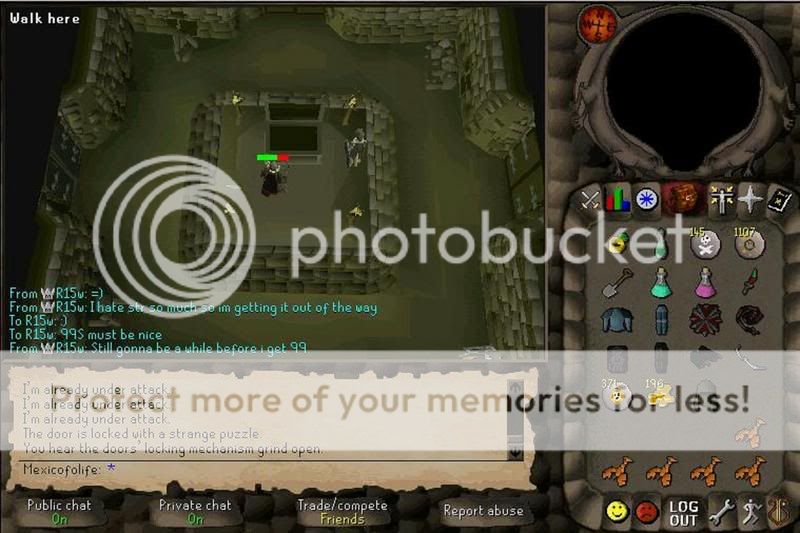 Walk here
From R15w: =)
From R15w: I hate str so much so im getting it out of the way
To R15w: :)
To R15w: 99S must be nice
From R15w: Still gonna be a while before i get 99
I'm already under attack.
I'm already under attack.
I'm already under attack.
The door is locked with a strange puzzle.
You hear the doors' locking mechanism grind open.
Mexicofolife: *
Public chat
On
Private chat
On
Trade/compete
Friends
Report abuse
145
1107
371
196
LOG
OUT
photobucket
Protect more of your memories for less!